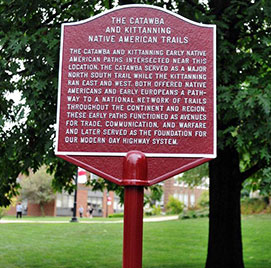 THE CATAWBA
AND KITTANNING
NATIVE AMERICAN TRAILS
THE CATAWBA AND KITTANNING EARLY NATIVE
AMERICAN PATHS INTERSECTED NEAR THIS
LOCATION. THE CATAWBA SERVED AS A MAJOR
NORTH SOUTH TRAIL WHILE THE KITTANNING
RAN EAST AND WEST. BOTH OFFERED NATIVE
AMERICANS AND EARLY EUROPEANS A PATH-
WAY TO A NATIONAL NETWORK OF TRAILS
THROUGHOUT THE CONTINENT AND REGION.
THESE EARLY PATHS FUNCTIONED AS AVENUES
FOR TRADE, COMMUNICATION, AND WARFARE
AND LATER SERVED AS THE FOUNDATION FOR
OUR MODERN DAY HIGHWAY SYSTEM.